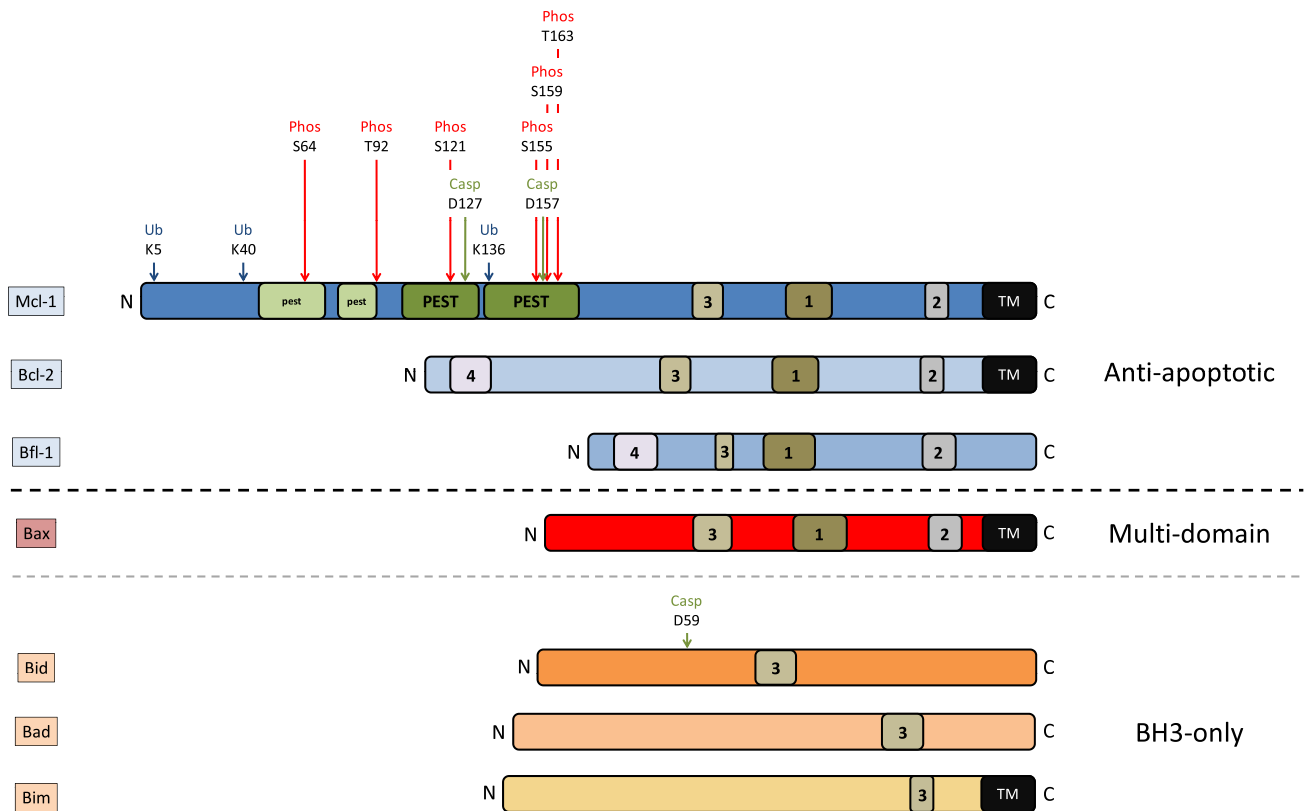 Phos
T163
Phos
S159
Phos
S64
Phos
T92
Phos
S121
Phos
S155
Casp
D127
Casp
D157
Ub
K5
Ub
K40
Ub
K136
Mcl-1 N pest pest PEST PEST 3 1 2 TM C
Bcl-2 N 4 3 1 2 TM C Anti-apoptotic
Bfl-1 N 4 3 1 2 C
Bax N 3 1 2 TM C Multi-domain
Casp
D59
Bid N 3 C
Bad N 3 C BH3-only
Bim N 3 TM C